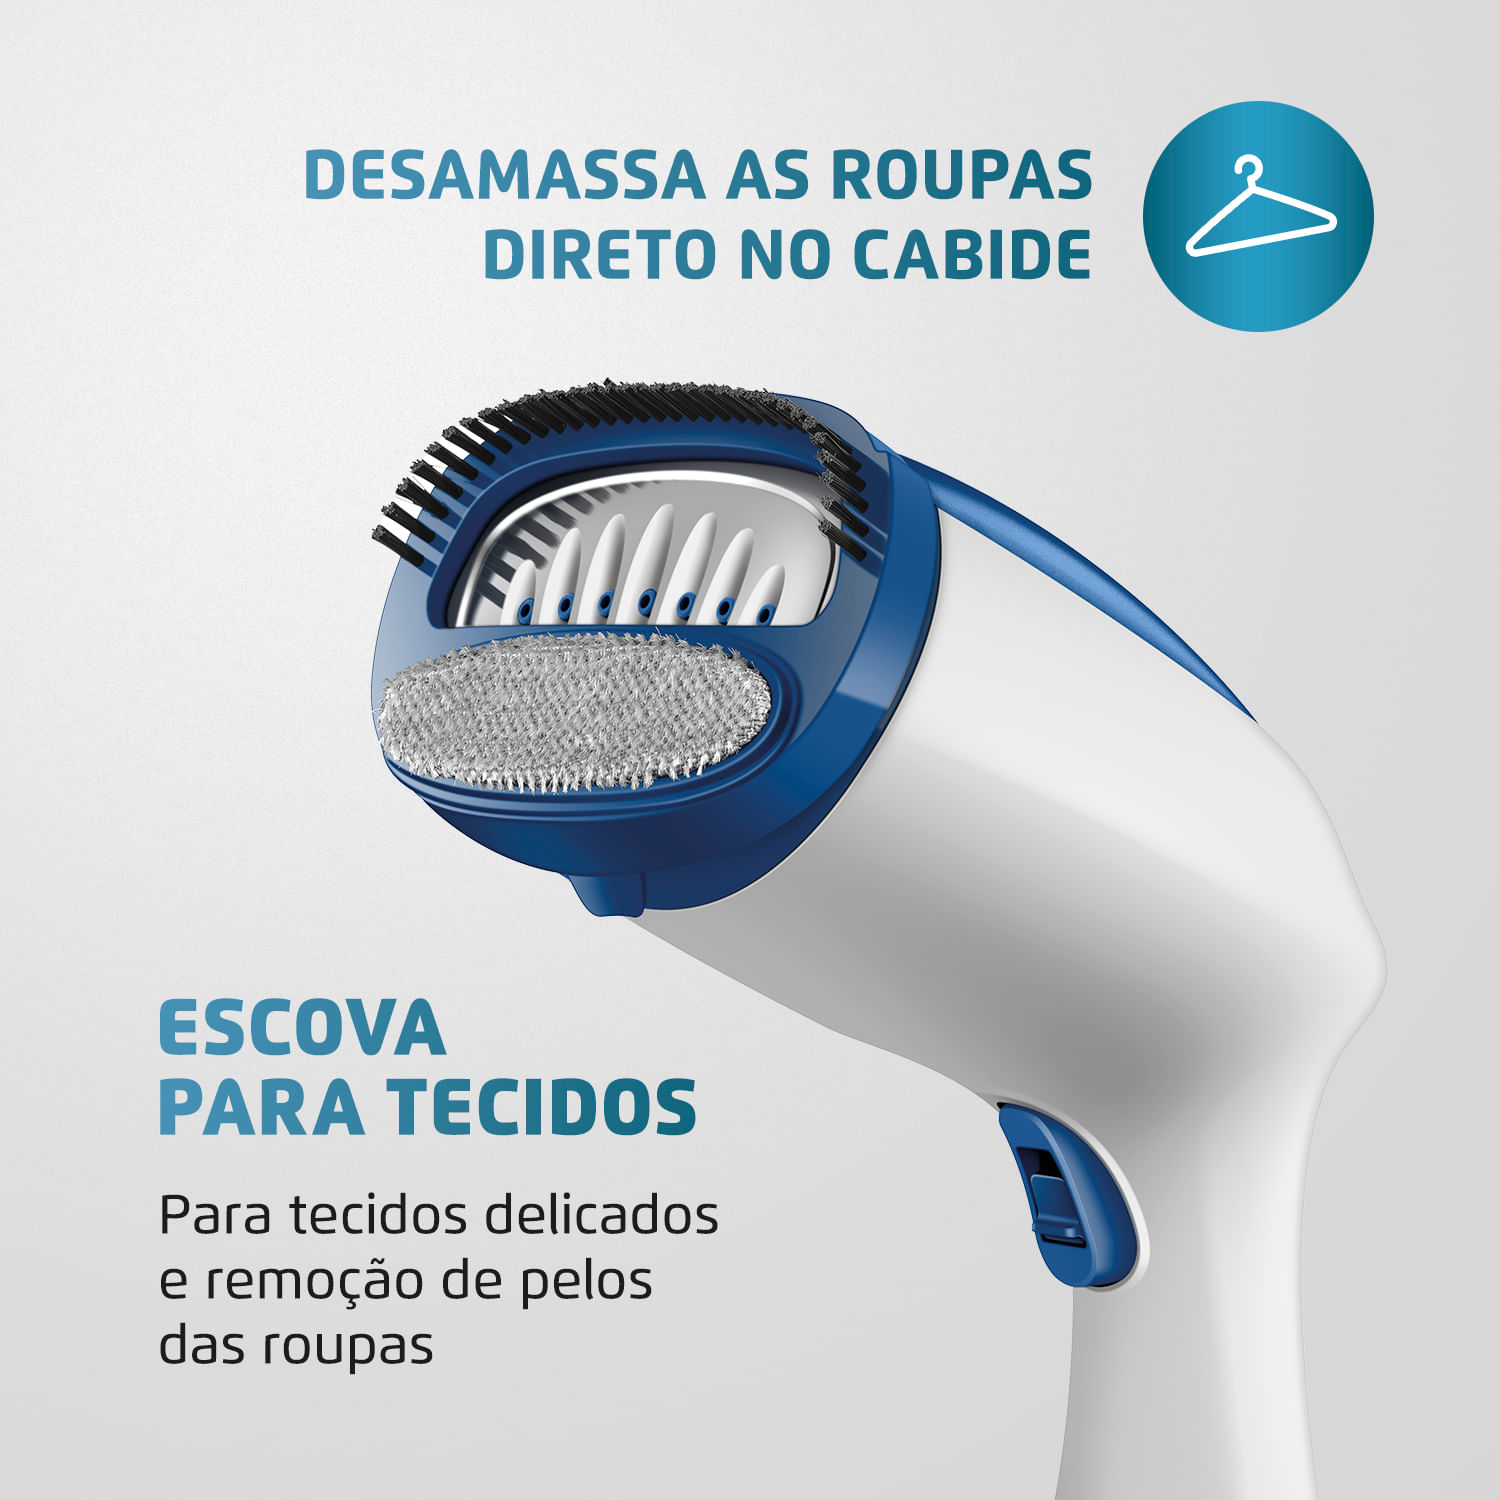 DESAMASSA AS ROUPAS
DIRETO NO CABIDE
ESCOVA
PARA TECIDOS
Para tecidos delicados
e remoção de pelos
das roupas